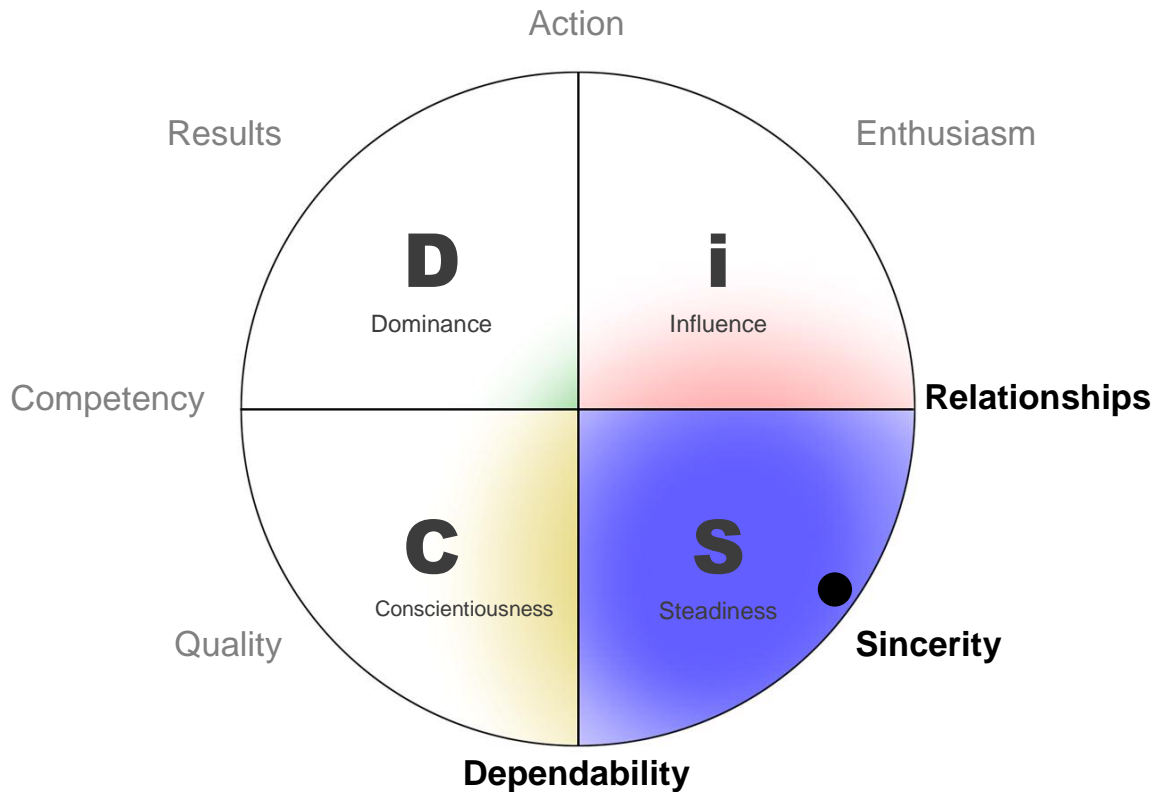 Action
Results
Enthusiasm
D
i
Dominance
Influence
Competency
Relationships
C
S
Conscientiousness
Steadiness
Quality
Sincerity
Dependability